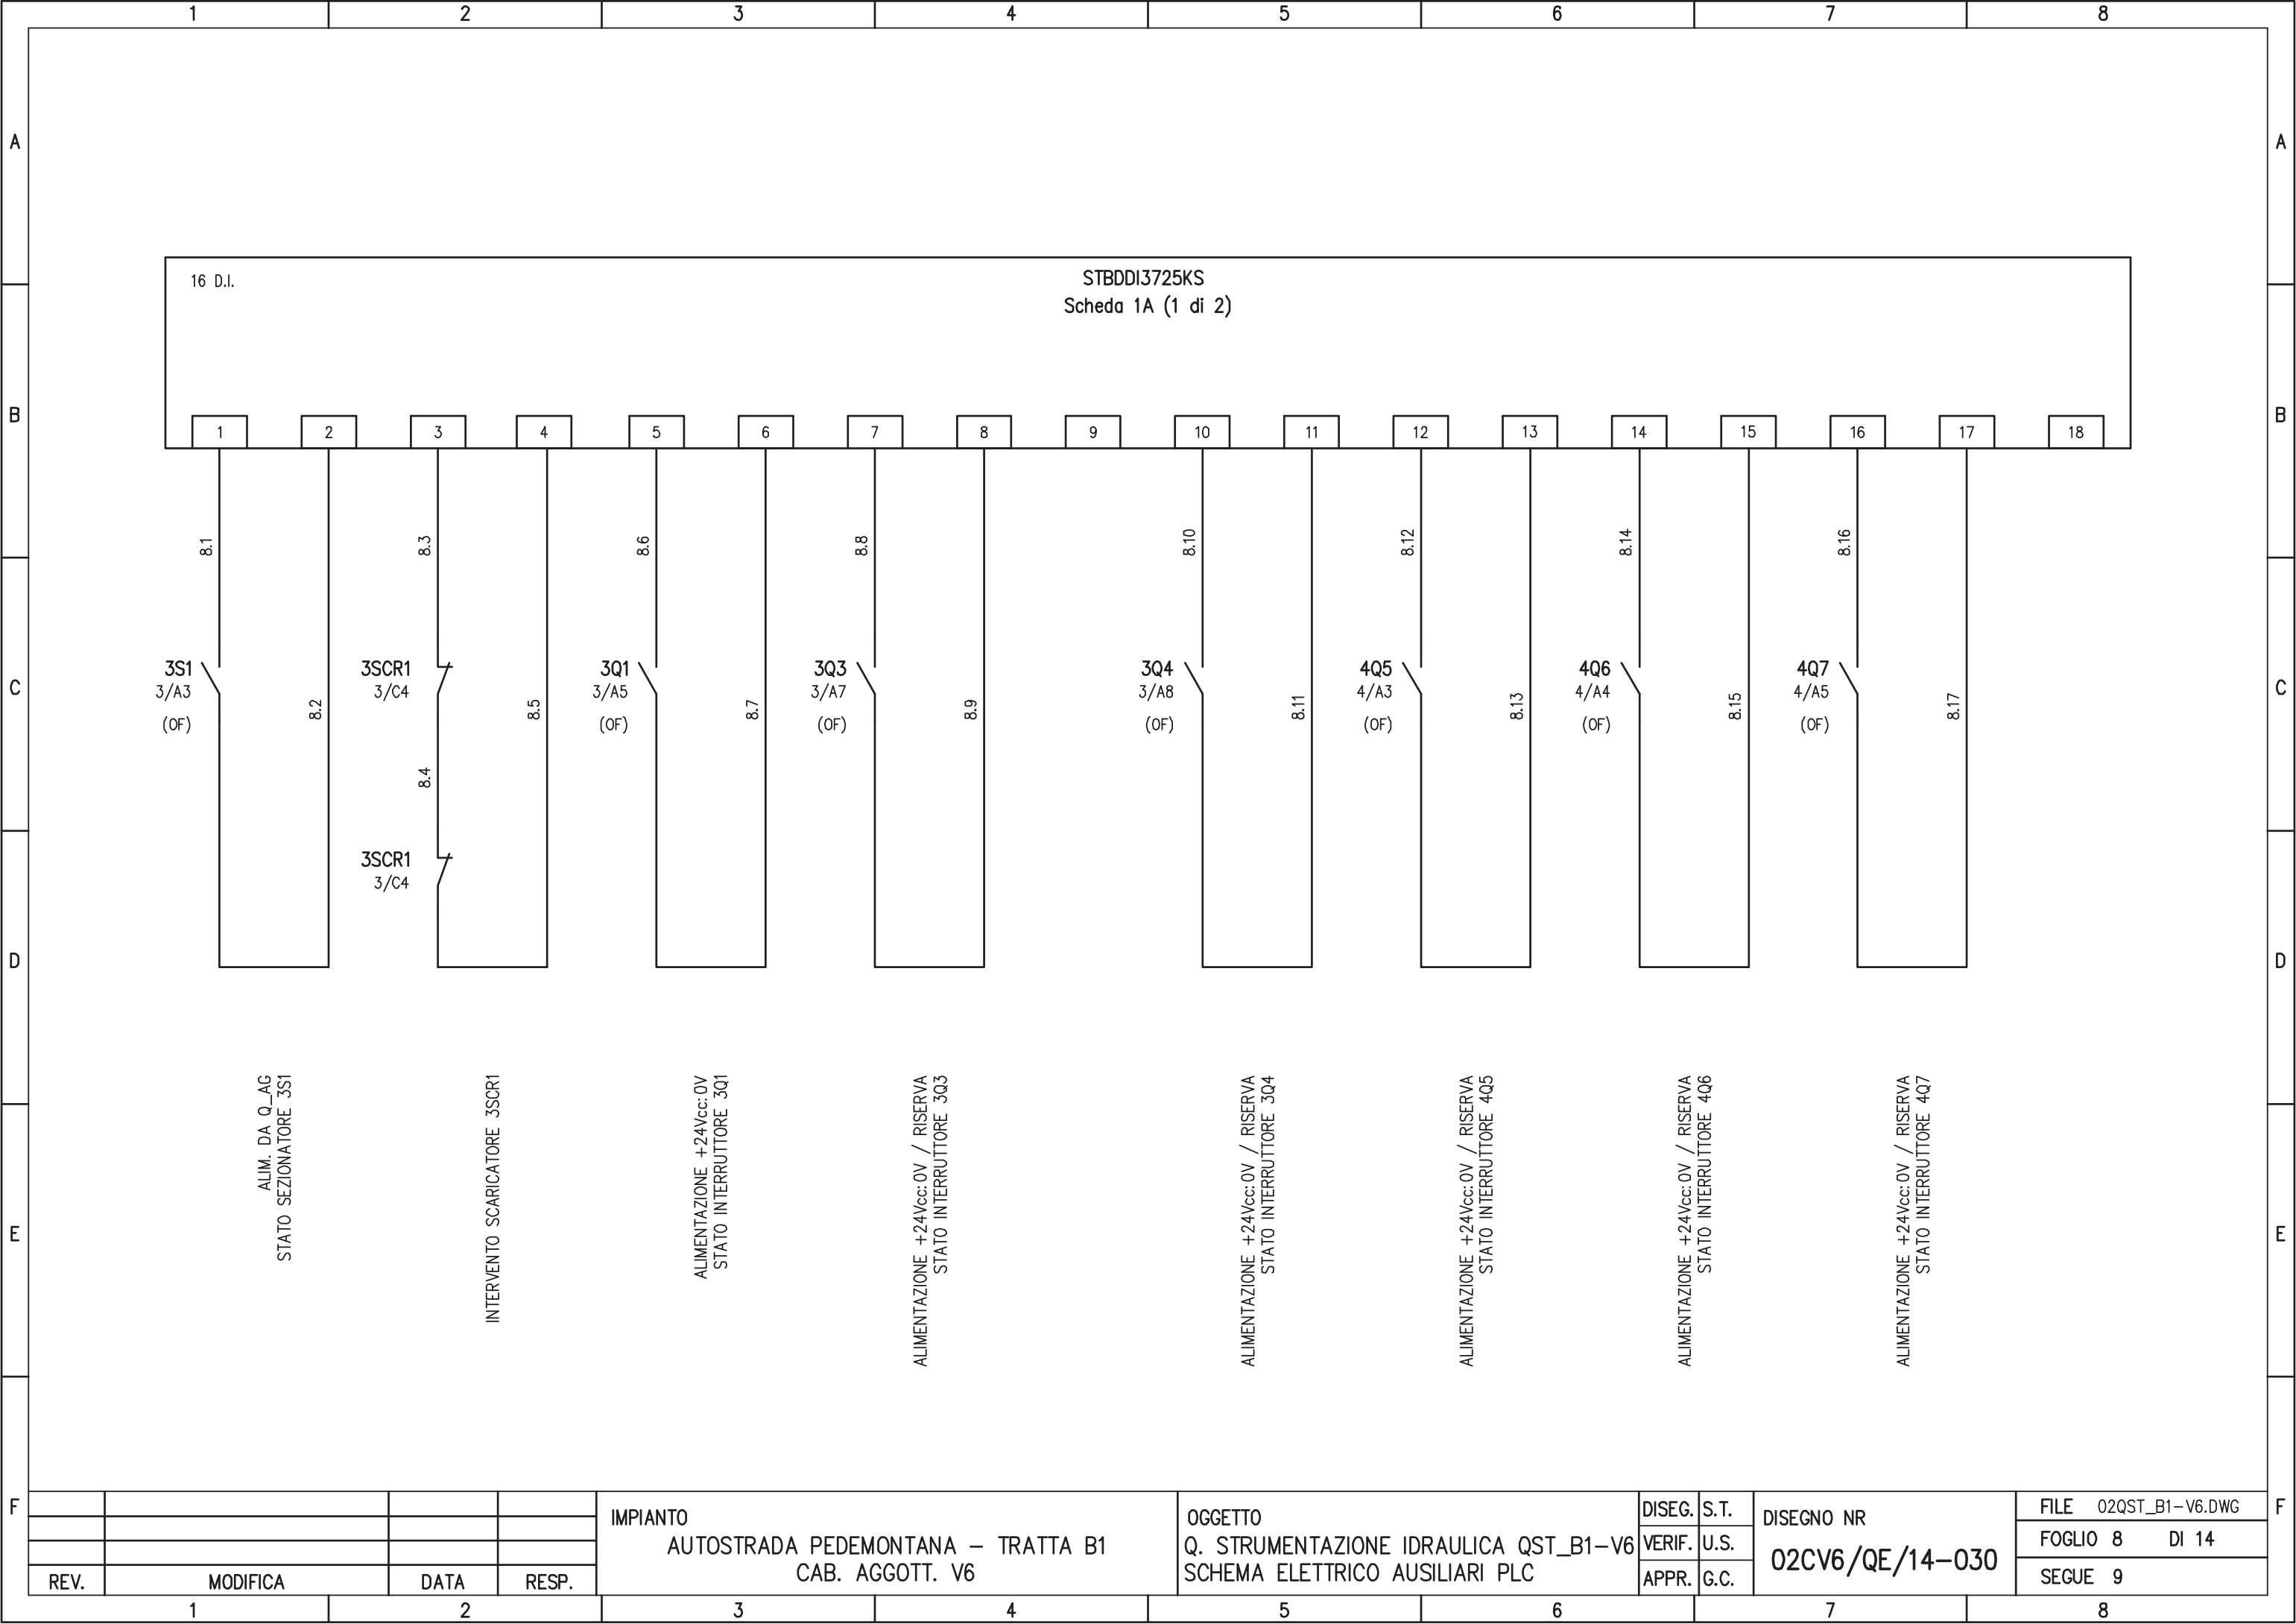 1 2 3 4 5 6 7 8
A A
16 D.I.
STBDDI3725KS
Scheda 1A (1 di 2)
B B
1 2 3 4 5 6 7 8 9 10 11 12 13 14 15 16 17 18
8.1 8.3 8.6 8.8 8.10 8.12 8.14 8.16
C C
3S1 3SCR1 3Q1 3Q3 3Q4 4Q5 4Q6 4Q7
3/A3 3/C4 3/A5 3/A7 3/A8 4/A3 4/A4 4/A5
(OF) (OF) (OF) (OF) (OF) (OF) (OF)
8.2 8.5 8.7 8.9 8.11 8.13 8.15 8.17
8.4
3SCR1
3/C4
D D
ALIM. DA Q_AG
STATO SEZIONATORE 3S1
INTERVENTO SCARICATORE 3SCR1
ALIMENTAZIONE +24Vcc:0V
STATO INTERRUTTORE 3Q1
ALIMENTAZIONE +24Vcc:0V / RISERVA
STATO INTERRUTTORE 3Q3
ALIMENTAZIONE +24Vcc:0V / RISERVA
STATO INTERRUTTORE 3Q4
ALIMENTAZIONE +24Vcc:0V / RISERVA
STATO INTERRUTTORE 4Q5
ALIMENTAZIONE +24Vcc:0V / RISERVA
STATO INTERRUTTORE 4Q6
ALIMENTAZIONE +24Vcc:0V / RISERVA
STATO INTERRUTTORE 4Q7
E E
F F
REV. MODIFICA DATA RESP.
IMPIANTO
AUTOSTRADA PEDEMONTANA – TRATTA B1
CAB. AGGOTT. V6
OGGETTO
Q. STRUMENTAZIONE IDRAULICA QST_B1–V6
SCHEMA ELETTRICO AUSILIARI PLC
DISEG. S.T.
VERIF. U.S.
APPR. G.C.
DISEGNO NR
02CV6/QE/14–030
FILE 02QST_B1–V6.DWG
FOGLIO 8 DI 14
SEGUE 9
1 2 3 4 5 6 7 8